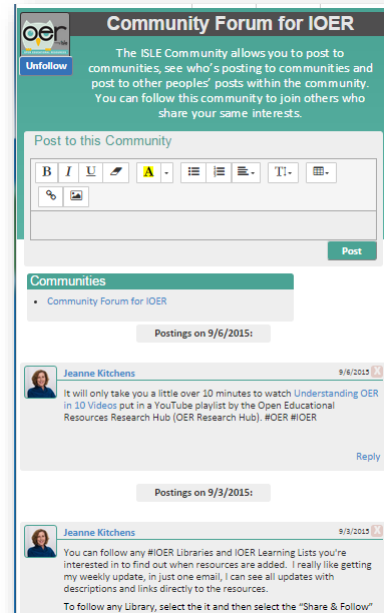 Community Forum for IOER
oer
isle
Unfollow
The ISLE Community allows you to post to
communities, see who's posting to communities and
post to other peoples' posts within the community.
You can follow this community to join others who
share your same interests.
Post to this Community
B I U A T
Post
Communities
• Community Forum for IOER
Postings on 9/6/2015:
Jeanne Kitchens 9/6/2015 X
It will only take you a little over 10 minutes to watch Understanding OER
in 10 Videos put in a YouTube playlist by the Open Educational
Resources Research Hub (OER Research Hub). #OER #IOER
Reply
Postings on 9/3/2015:
Jeanne Kitchens 9/3/2015 X
You can follow any #IOER Libraries and IOER Learning Lists you're
interested in to find out when resources are added. I really like getting
my weekly update, in just one email, I can see all updates with
descriptions and links directly to the resources.
To follow any Library, select the it and then select the "Share & Follow"